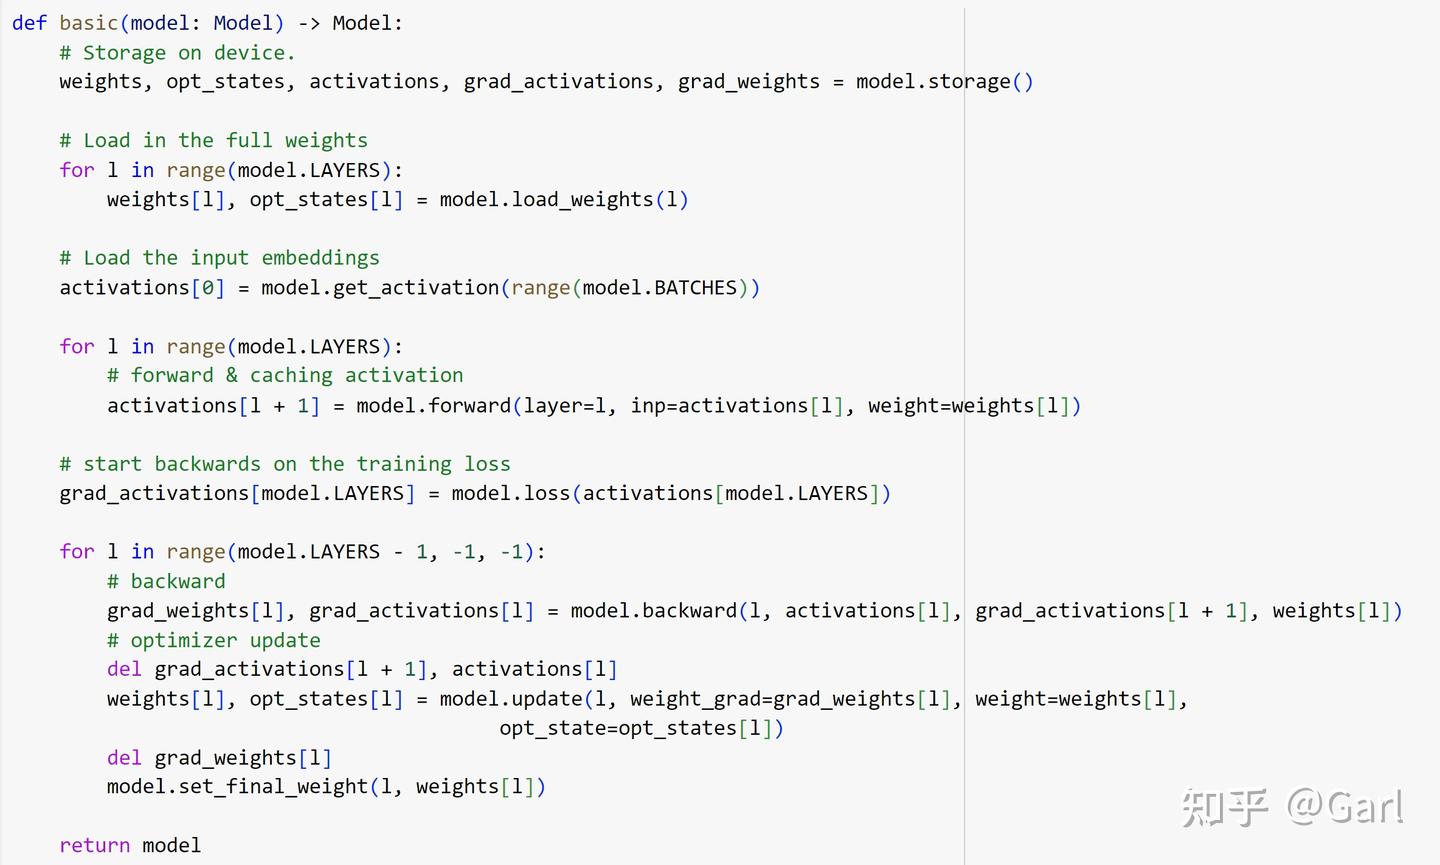 def basic(model: Model) -> Model:
    # Storage on device.
    weights, opt_states, activations, grad_activations, grad_weights = model.storage()

    # Load in the full weights
    for l in range(model.LAYERS):
        weights[l], opt_states[l] = model.load_weights(l)

    # Load the input embeddings
    activations[0] = model.get_activation(range(model.BATCHES))

    for l in range(model.LAYERS):
        # forward & caching activation
        activations[l + 1] = model.forward(layer=l, inp=activations[l], weight=weights[l])

    # start backwards on the training loss
    grad_activations[model.LAYERS] = model.loss(activations[model.LAYERS])

    for l in range(model.LAYERS - 1, -1, -1):
        # backward
        grad_weights[l], grad_activations[l] = model.backward(l, activations[l], grad_activations[l + 1], weights[l])
        # optimizer update
        del grad_activations[l + 1], activations[l]
        weights[l], opt_states[l] = model.update(l, weight_grad=grad_weights[l], weight=weights[l],
                                         opt_state=opt_states[l])
        del grad_weights[l]
        model.set_final_weight(l, weights[l])

    return model
知乎 @Garl